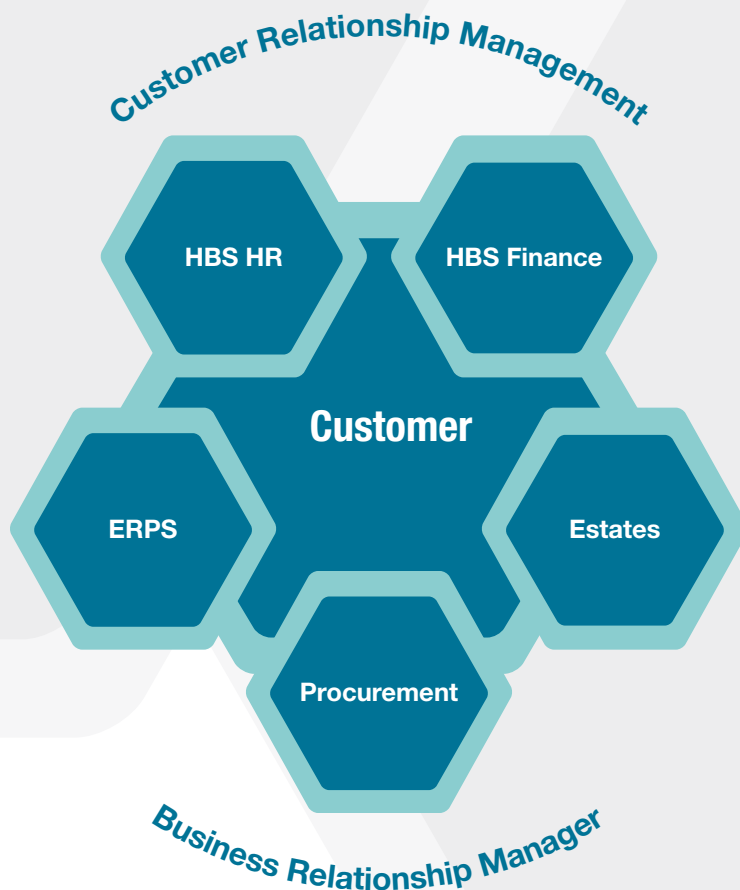 Customer Relationship Management
HBS HR
HBS Finance
Customer
ERPS
Estates
Procurement
Business Relationship Manager